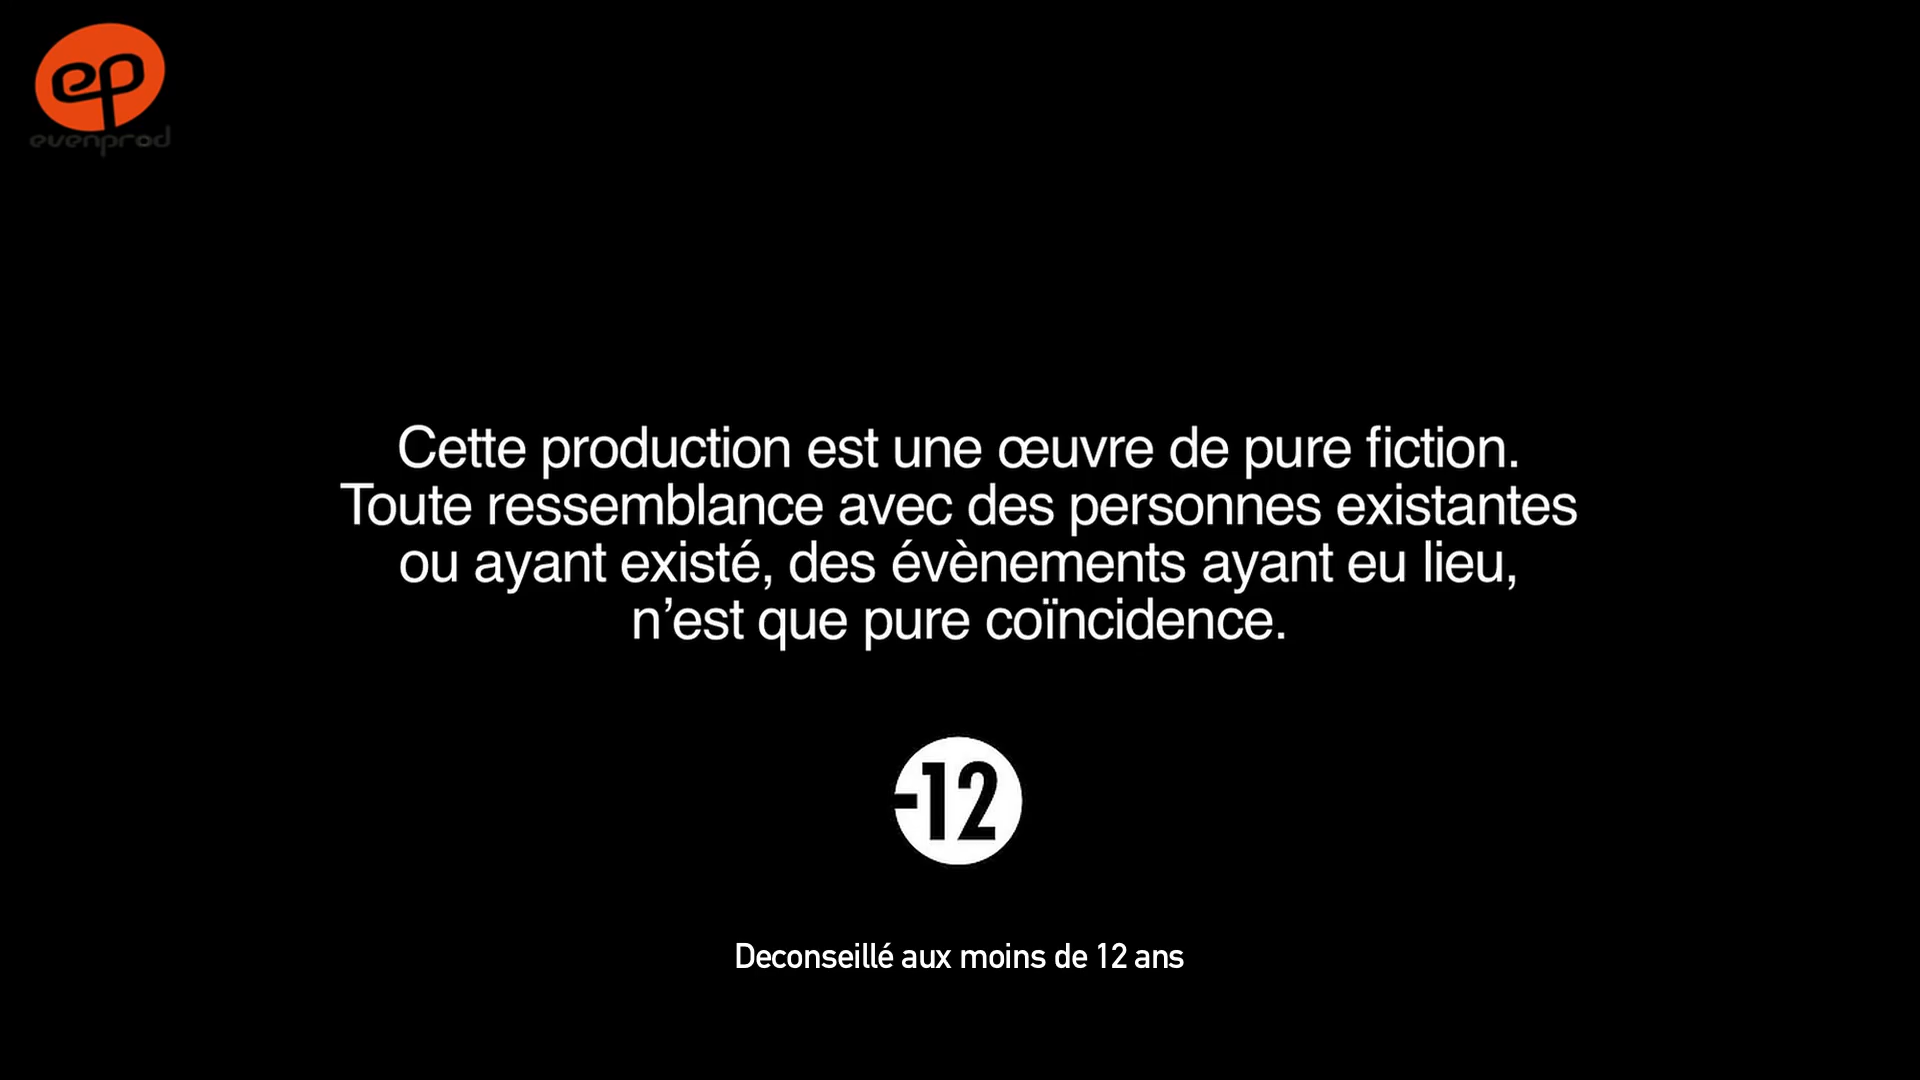 ep
evenprod
Cette production est une œuvre de pure fiction.
Toute ressemblance avec des personnes existantes
ou ayant existé, des évènements ayant eu lieu,
n’est que pure coïncidence.
-12
Deconseillé aux moins de 12 ans